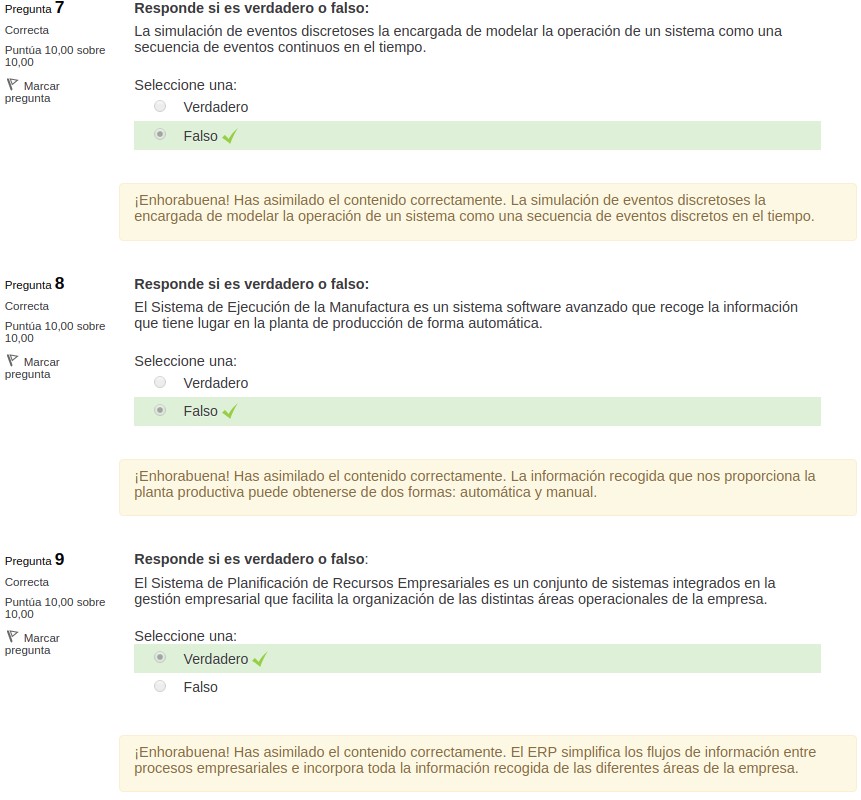 Pregunta 7
Correcta
Puntúa 10,00 sobre
10,00
Marcar
pregunta
Responde si es verdadero o falso:
La simulación de eventos discretoses la encargada de modelar la operación de un sistema como una
secuencia de eventos continuos en el tiempo.
Seleccione una:
Verdadero
Falso
¡Enhorabuena! Has asimilado el contenido correctamente. La simulación de eventos discretoses la
encargada de modelar la operación de un sistema como una secuencia de eventos discretos en el tiempo.
Pregunta 8
Correcta
Puntúa 10,00 sobre
10,00
Marcar
pregunta
Responde si es verdadero o falso:
El Sistema de Ejecución de la Manufactura es un sistema software avanzado que recoge la información
que tiene lugar en la planta de producción de forma automática.
Seleccione una:
Verdadero
Falso
¡Enhorabuena! Has asimilado el contenido correctamente. La información recogida que nos proporciona la
planta productiva puede obtenerse de dos formas: automática y manual.
Pregunta 9
Correcta
Puntúa 10,00 sobre
10,00
Marcar
pregunta
Responde si es verdadero o falso:
El Sistema de Planificación de Recursos Empresariales es un conjunto de sistemas integrados en la
gestión empresarial que facilita la organización de las distintas áreas operacionales de la empresa.
Seleccione una:
Verdadero
Falso
¡Enhorabuena! Has asimilado el contenido correctamente. El ERP simplifica los flujos de información entre
procesos empresariales e incorpora toda la información recogida de las diferentes áreas de la empresa.